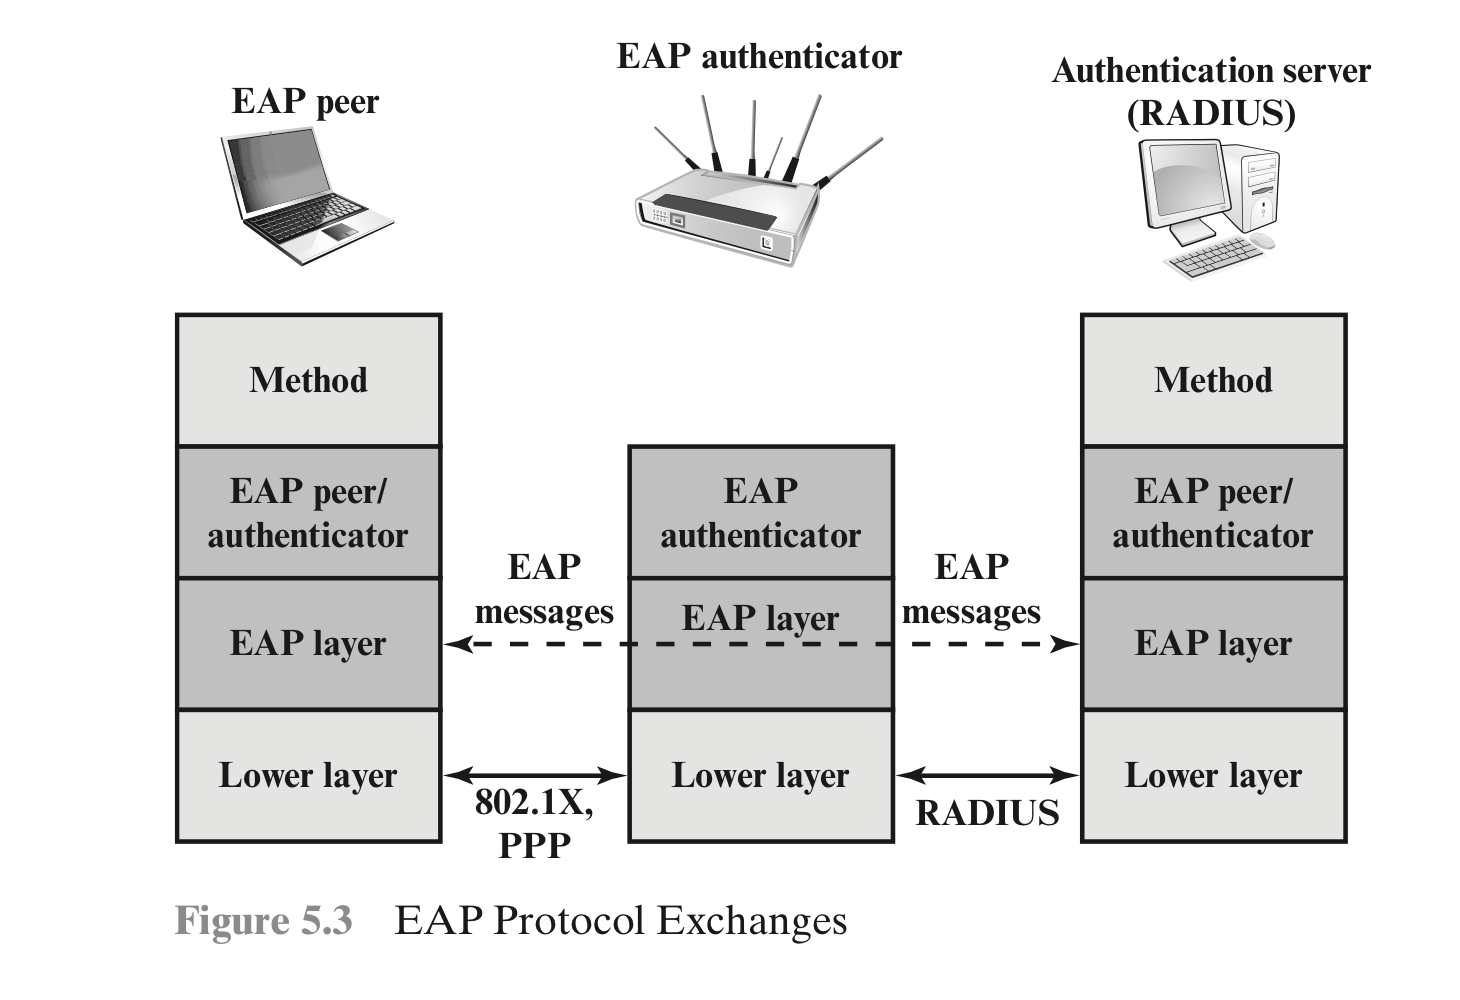 EAP peer
EAP authenticator
Authentication server
(RADIUS)
Method
EAP peer/
authenticator
EAP layer
Lower layer
EAP
messages
802.1X,
PPP
EAP
authenticator
EAP layer
Lower layer
EAP
messages
RADIUS
Method
EAP peer/
authenticator
EAP layer
Lower layer
Figure 5.3 EAP Protocol Exchanges